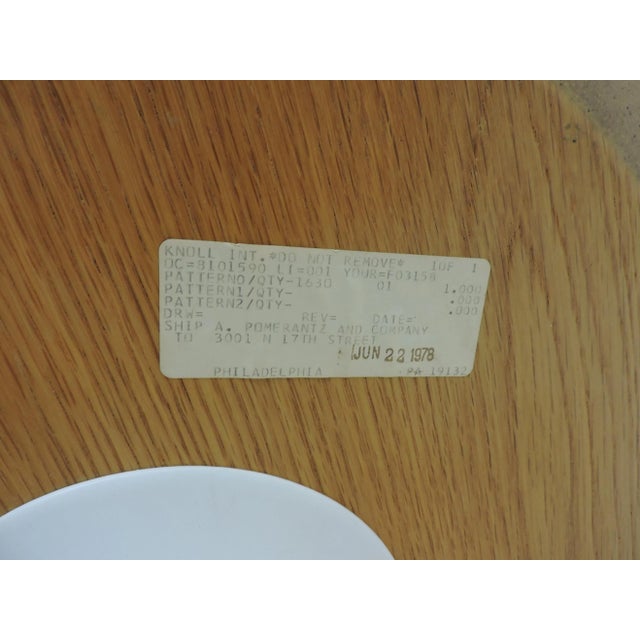 KNOLL INT.*DO NOT REMOVE* 1OF 1
OC=8101590 LI=001 YOUR=F03158
PATTERN0/QTY-1630 01 1.000
PATTERN1/QTY- .000
PATTERN2/QTY- .000
DRW= REV= DATE=
SHIP A. POMERANTZ AND COMPANY
TO 3001 N 17TH STREET
JUN 22 1978
PHILADELPHIA PA 19132